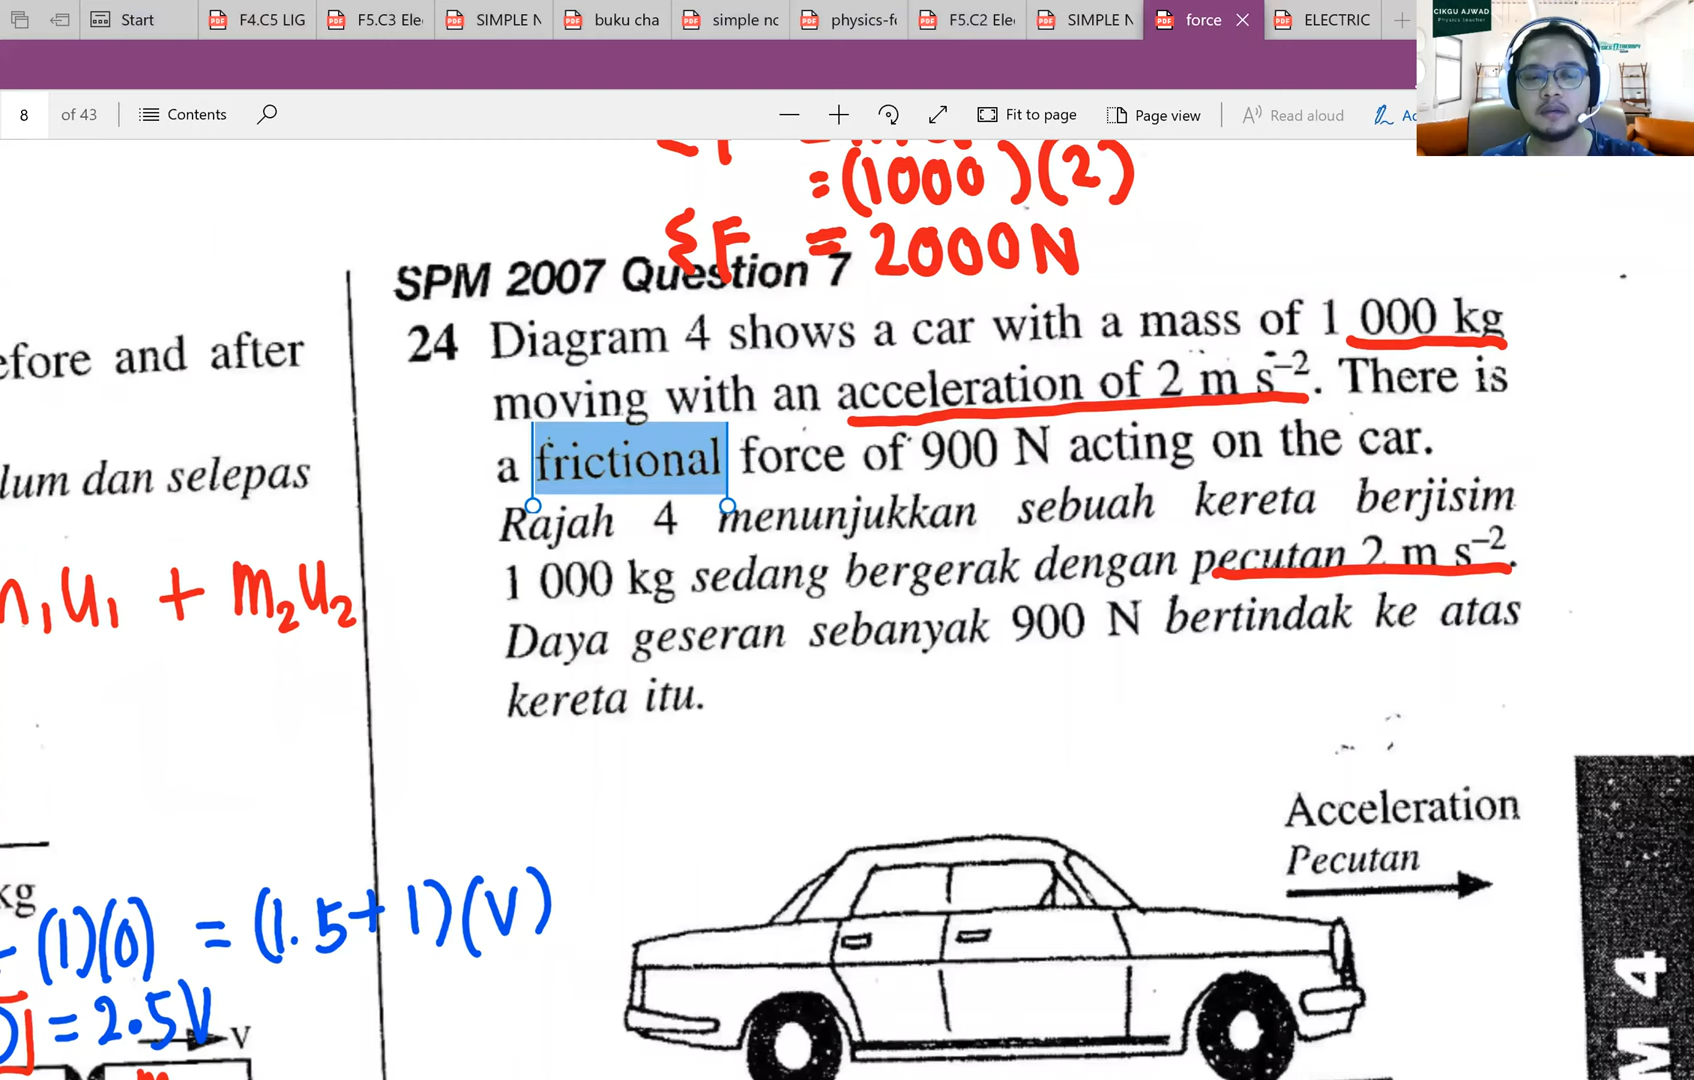 Start
F4.C5 LIG
F5.C3 Ele
SIMPLE N
buku cha
simple nc
physics-f
F5.C2 Ele
SIMPLE N
force
ELECTRIC
CIKGU AJWAD
8 of 43
Contents
Fit to page
Page view
Read aloud
= (1000)(2)
ΣF = 2000N
SPM 2007 Question 7
24 Diagram 4 shows a car with a mass of 1 000 kg
moving with an acceleration of 2 m s⁻². There is
a frictional force of 900 N acting on the car.
Rajah 4 menunjukkan sebuah kereta berjisim
1 000 kg sedang bergerak dengan pecutan 2 m s⁻².
Daya geseran sebanyak 900 N bertindak ke atas
kereta itu.
efore and after
lum dan selepas
m₁u₁ + m₂u₂
Acceleration
Pecutan
kg
(1)(0) = (1.5+1)(V)
= 2.5V
V
m
M 4